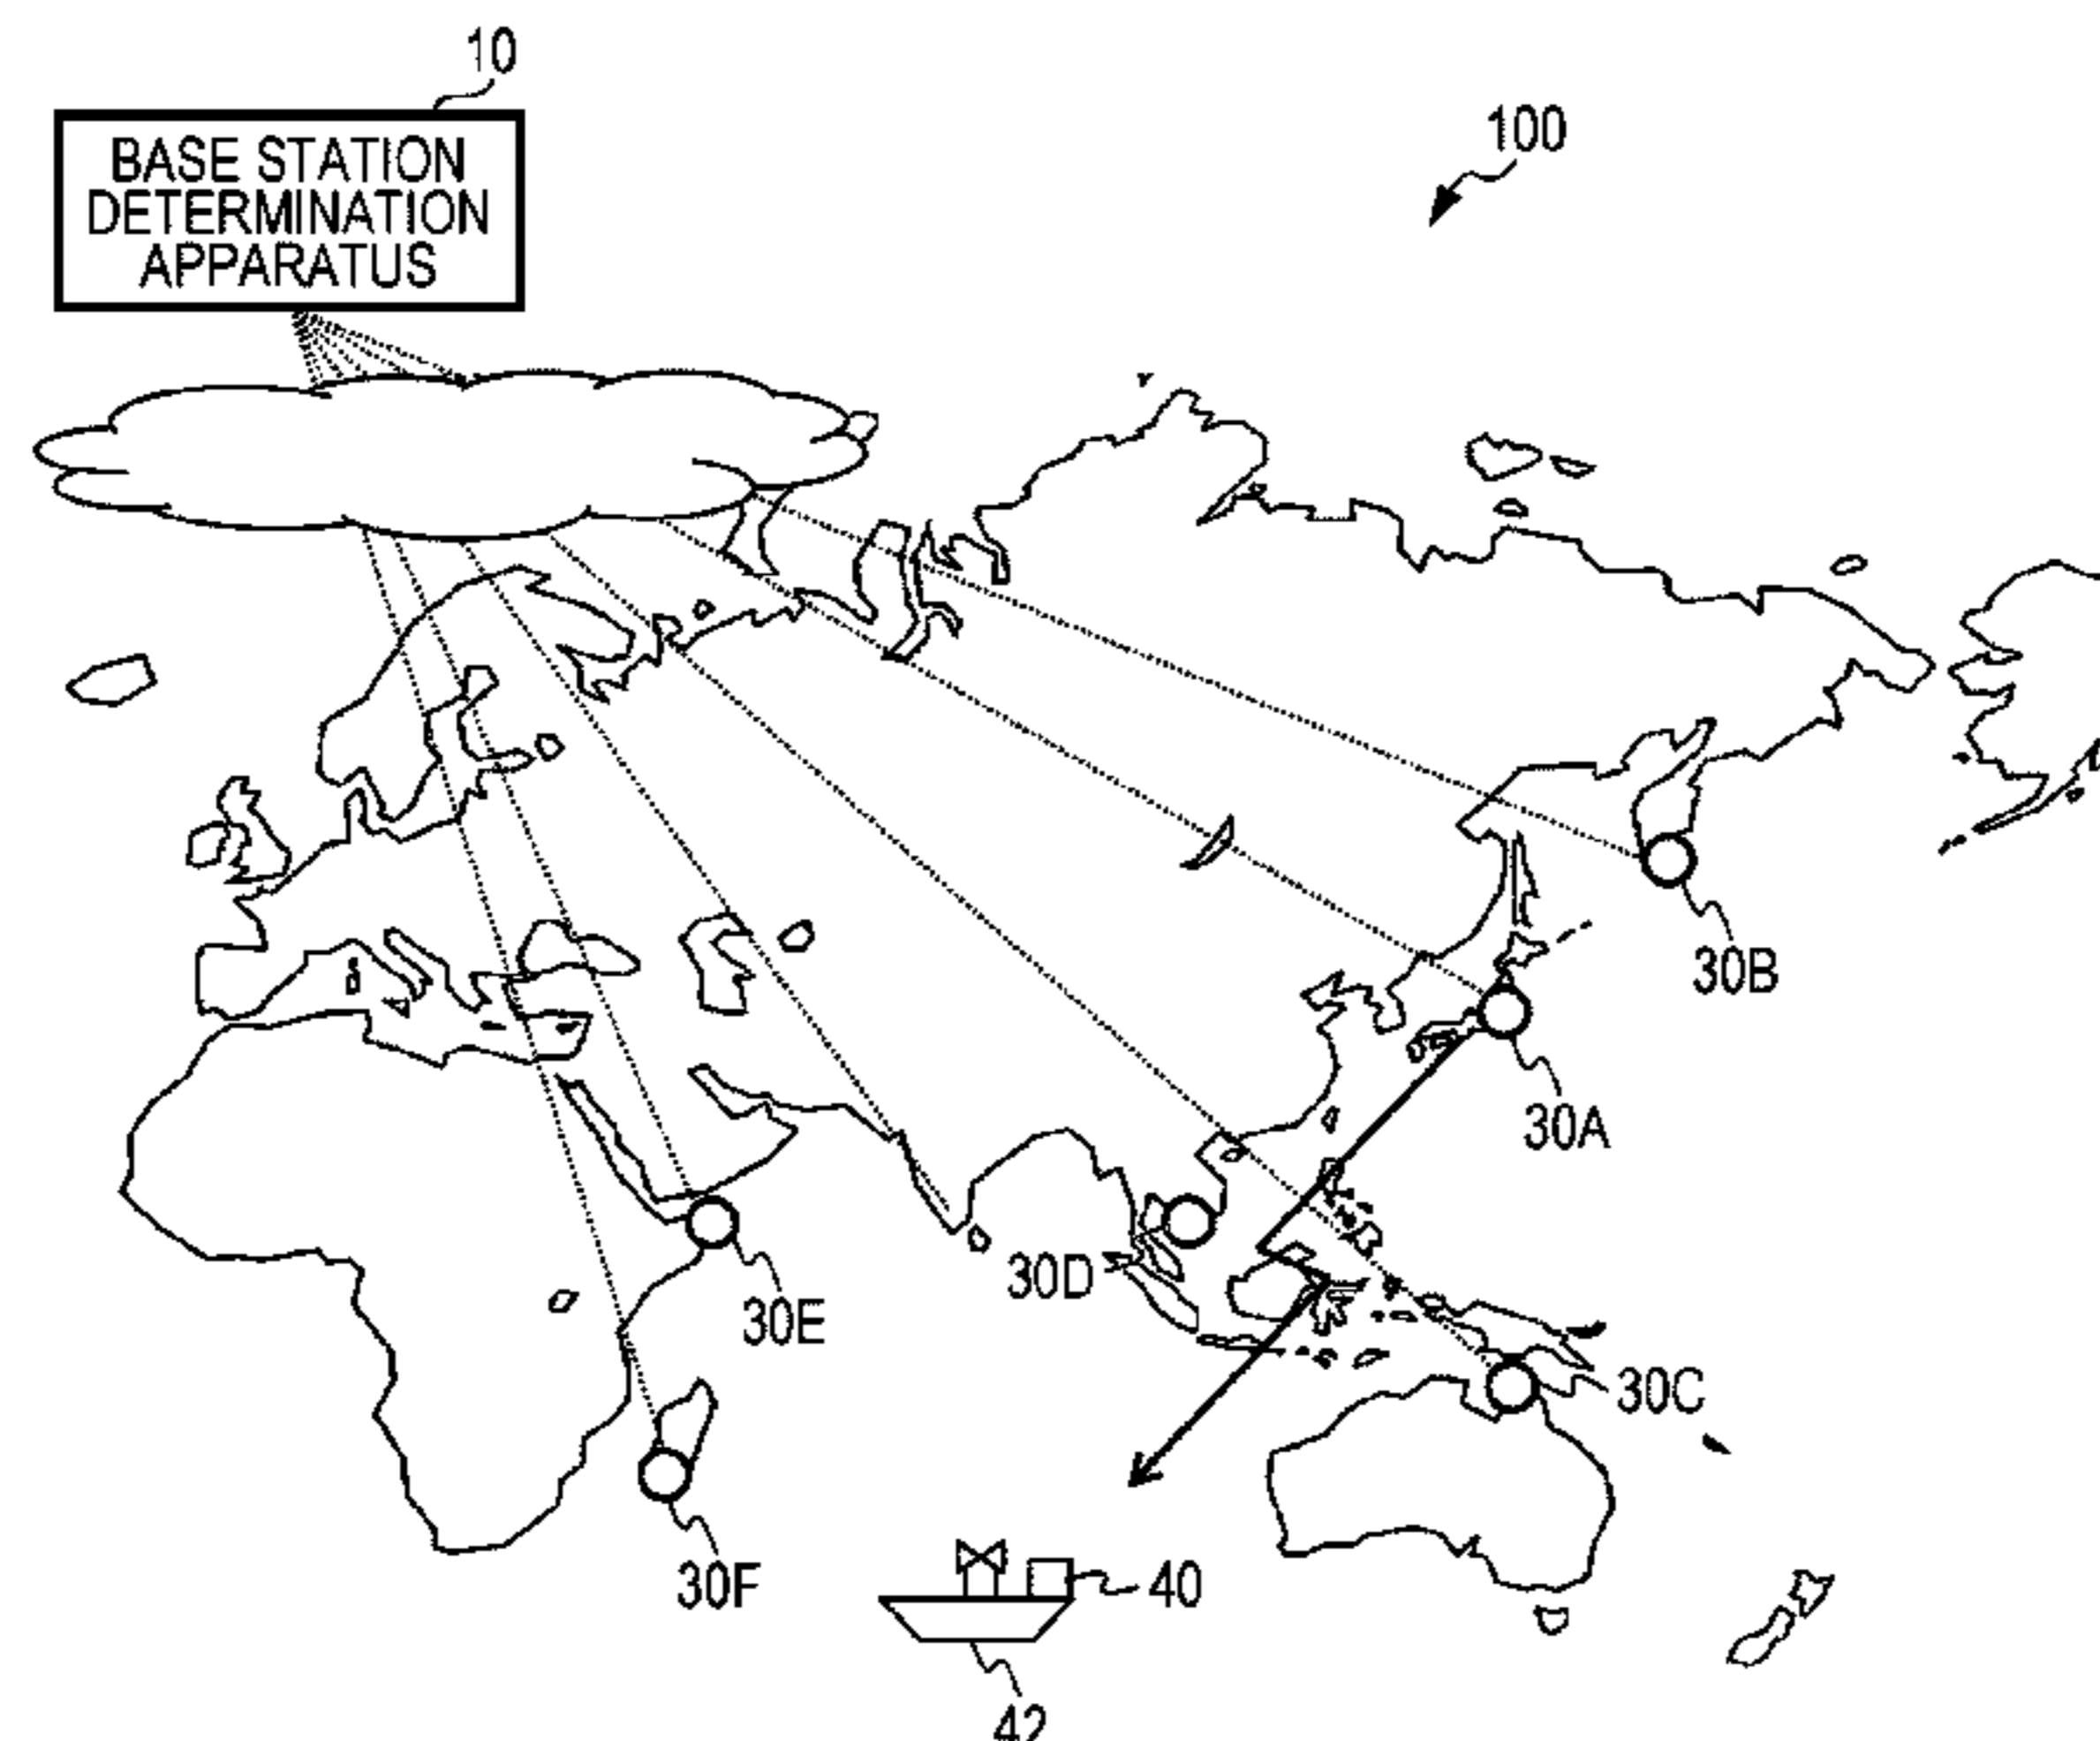 10
BASE STATION
DETERMINATION
APPARATUS
100
30B
30A
30D
30E
30C
30F
40
42